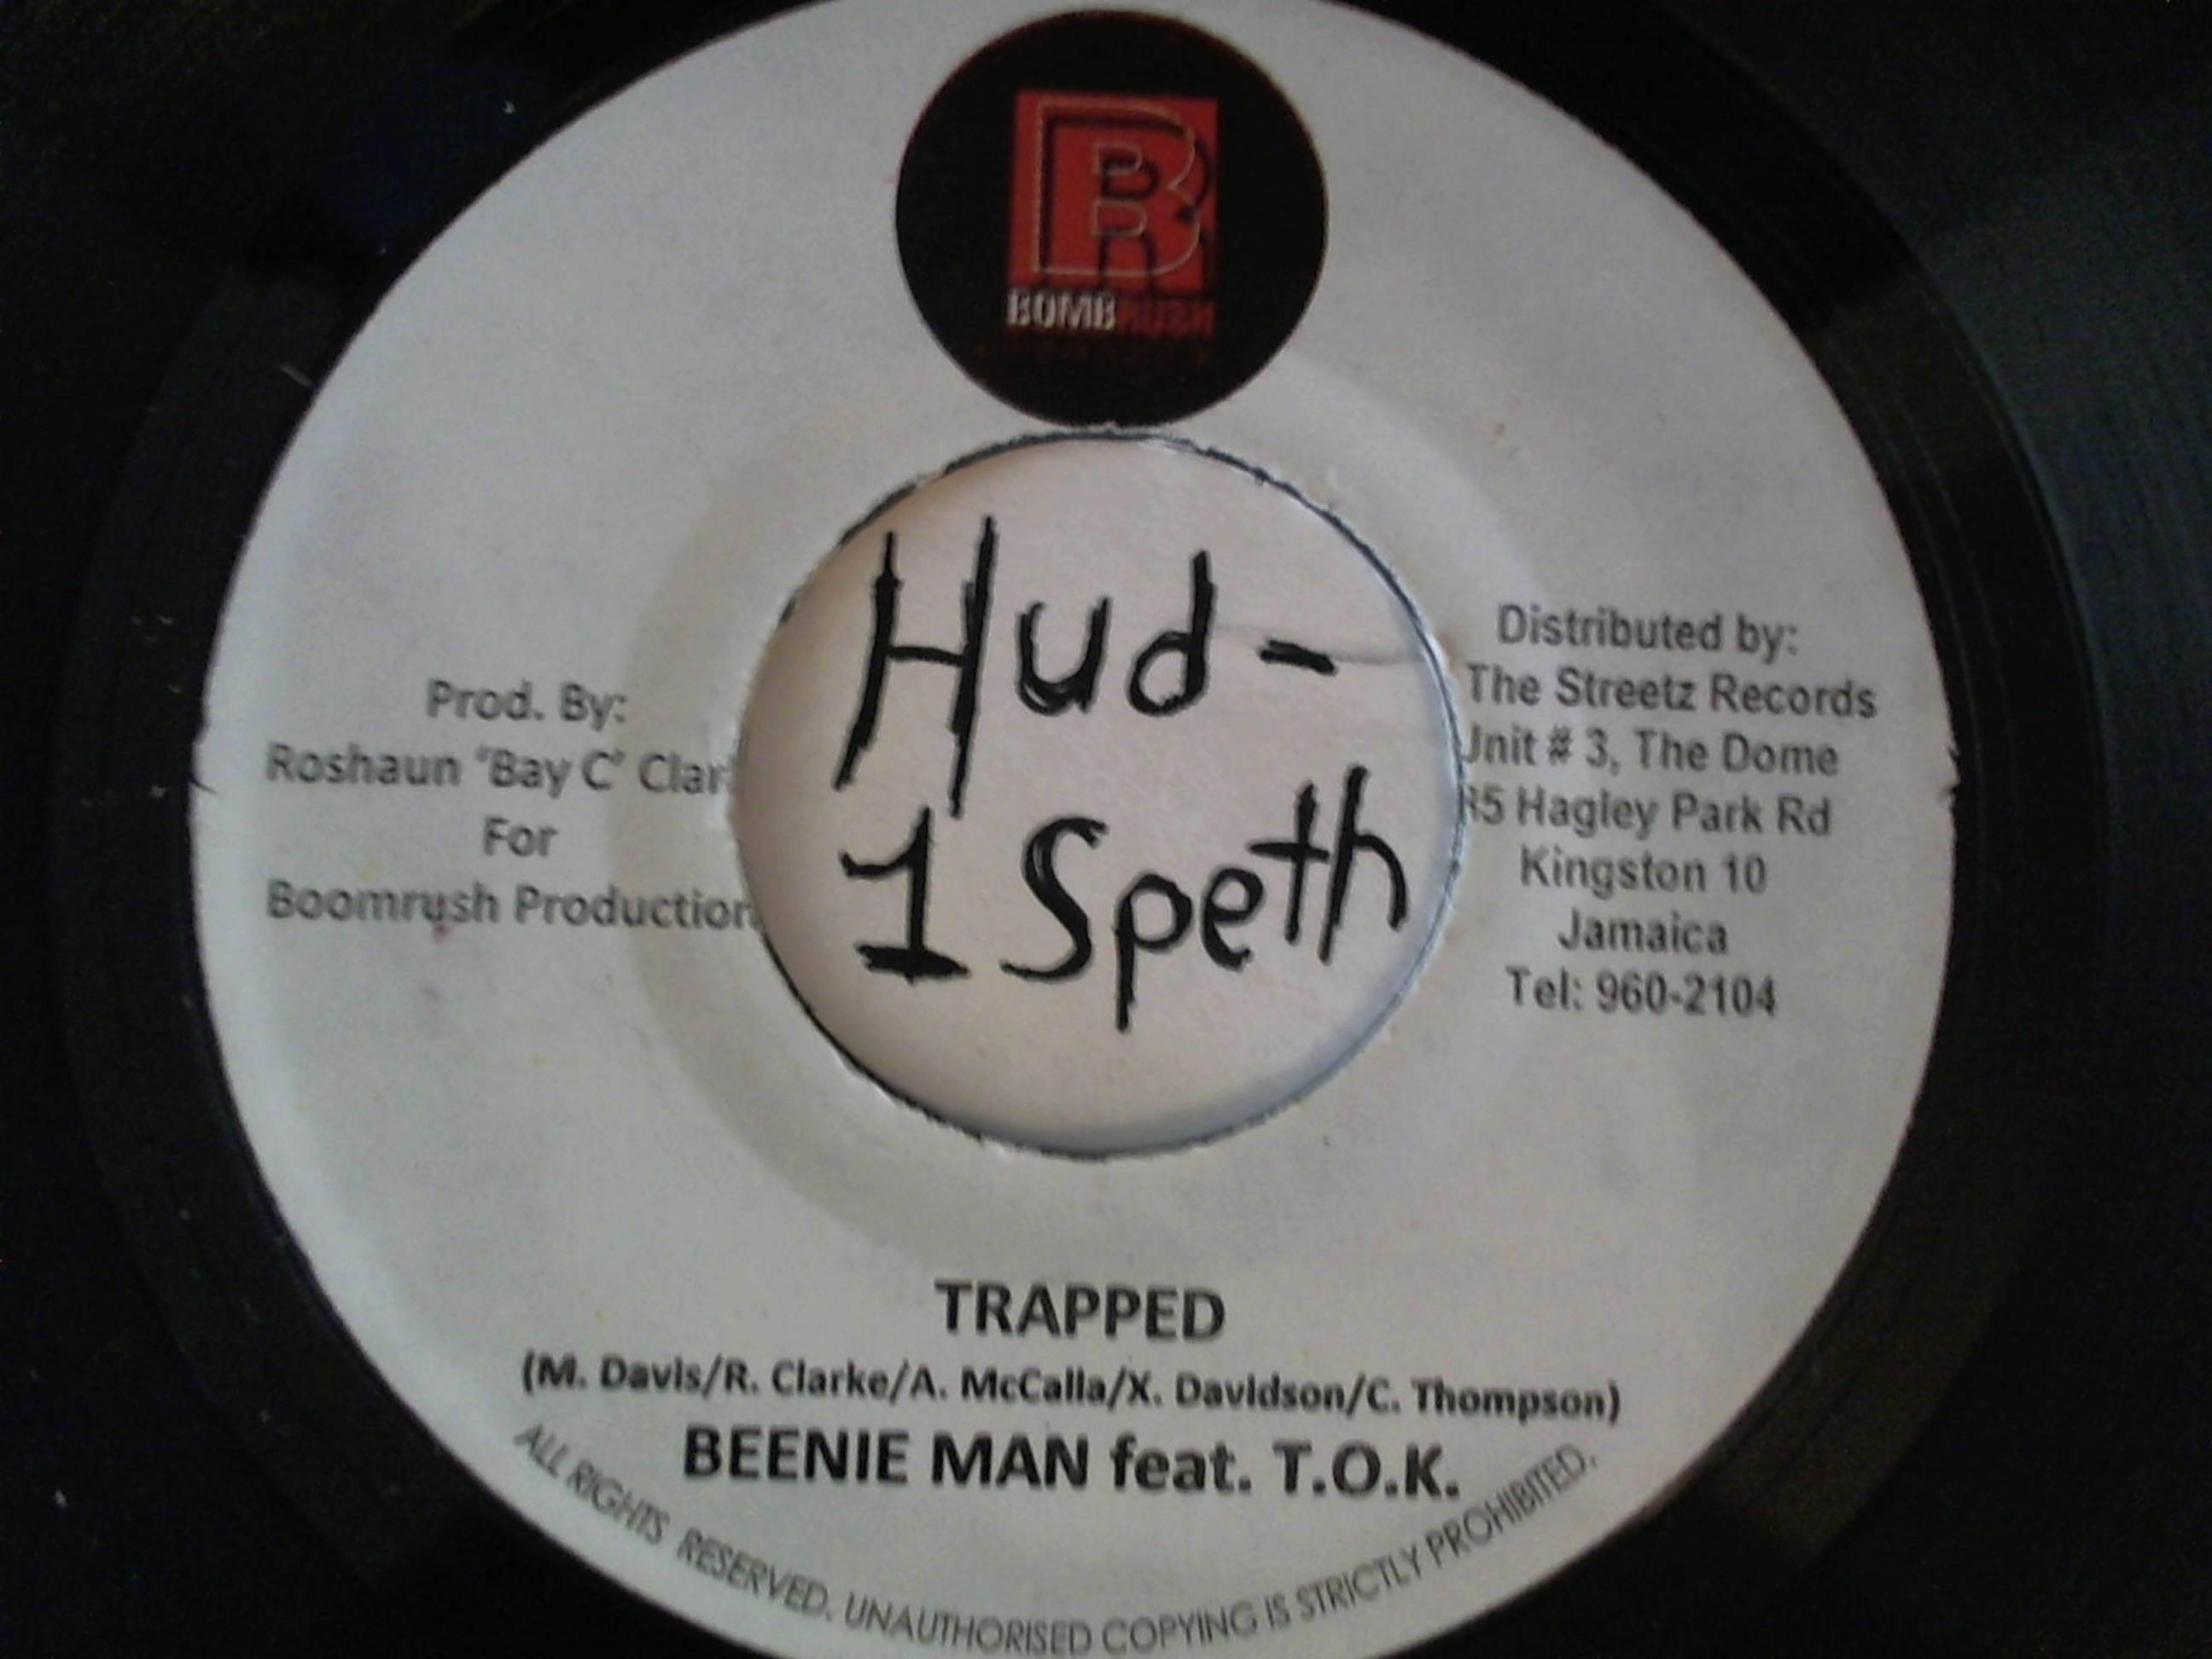 BOMBRUSH
Prod. By:
Roshaun "Bay C" Clar
For
Boomrush Production
Hud-
1 Speth
Distributed by:
The Streetz Records
Unit # 3, The Dome
Hagley Park Rd
Kingston 10
Jamaica
Tel: 960-2104
TRAPPED
(M. Davis/R. Clarke/A. McCalla/X. Davidson/C. Thompson)
BEENIE MAN feat. T.O.K.
ALL RIGHTS RESERVED. UNAUTHORISED COPYING IS STRICTLY PROHIBITED.